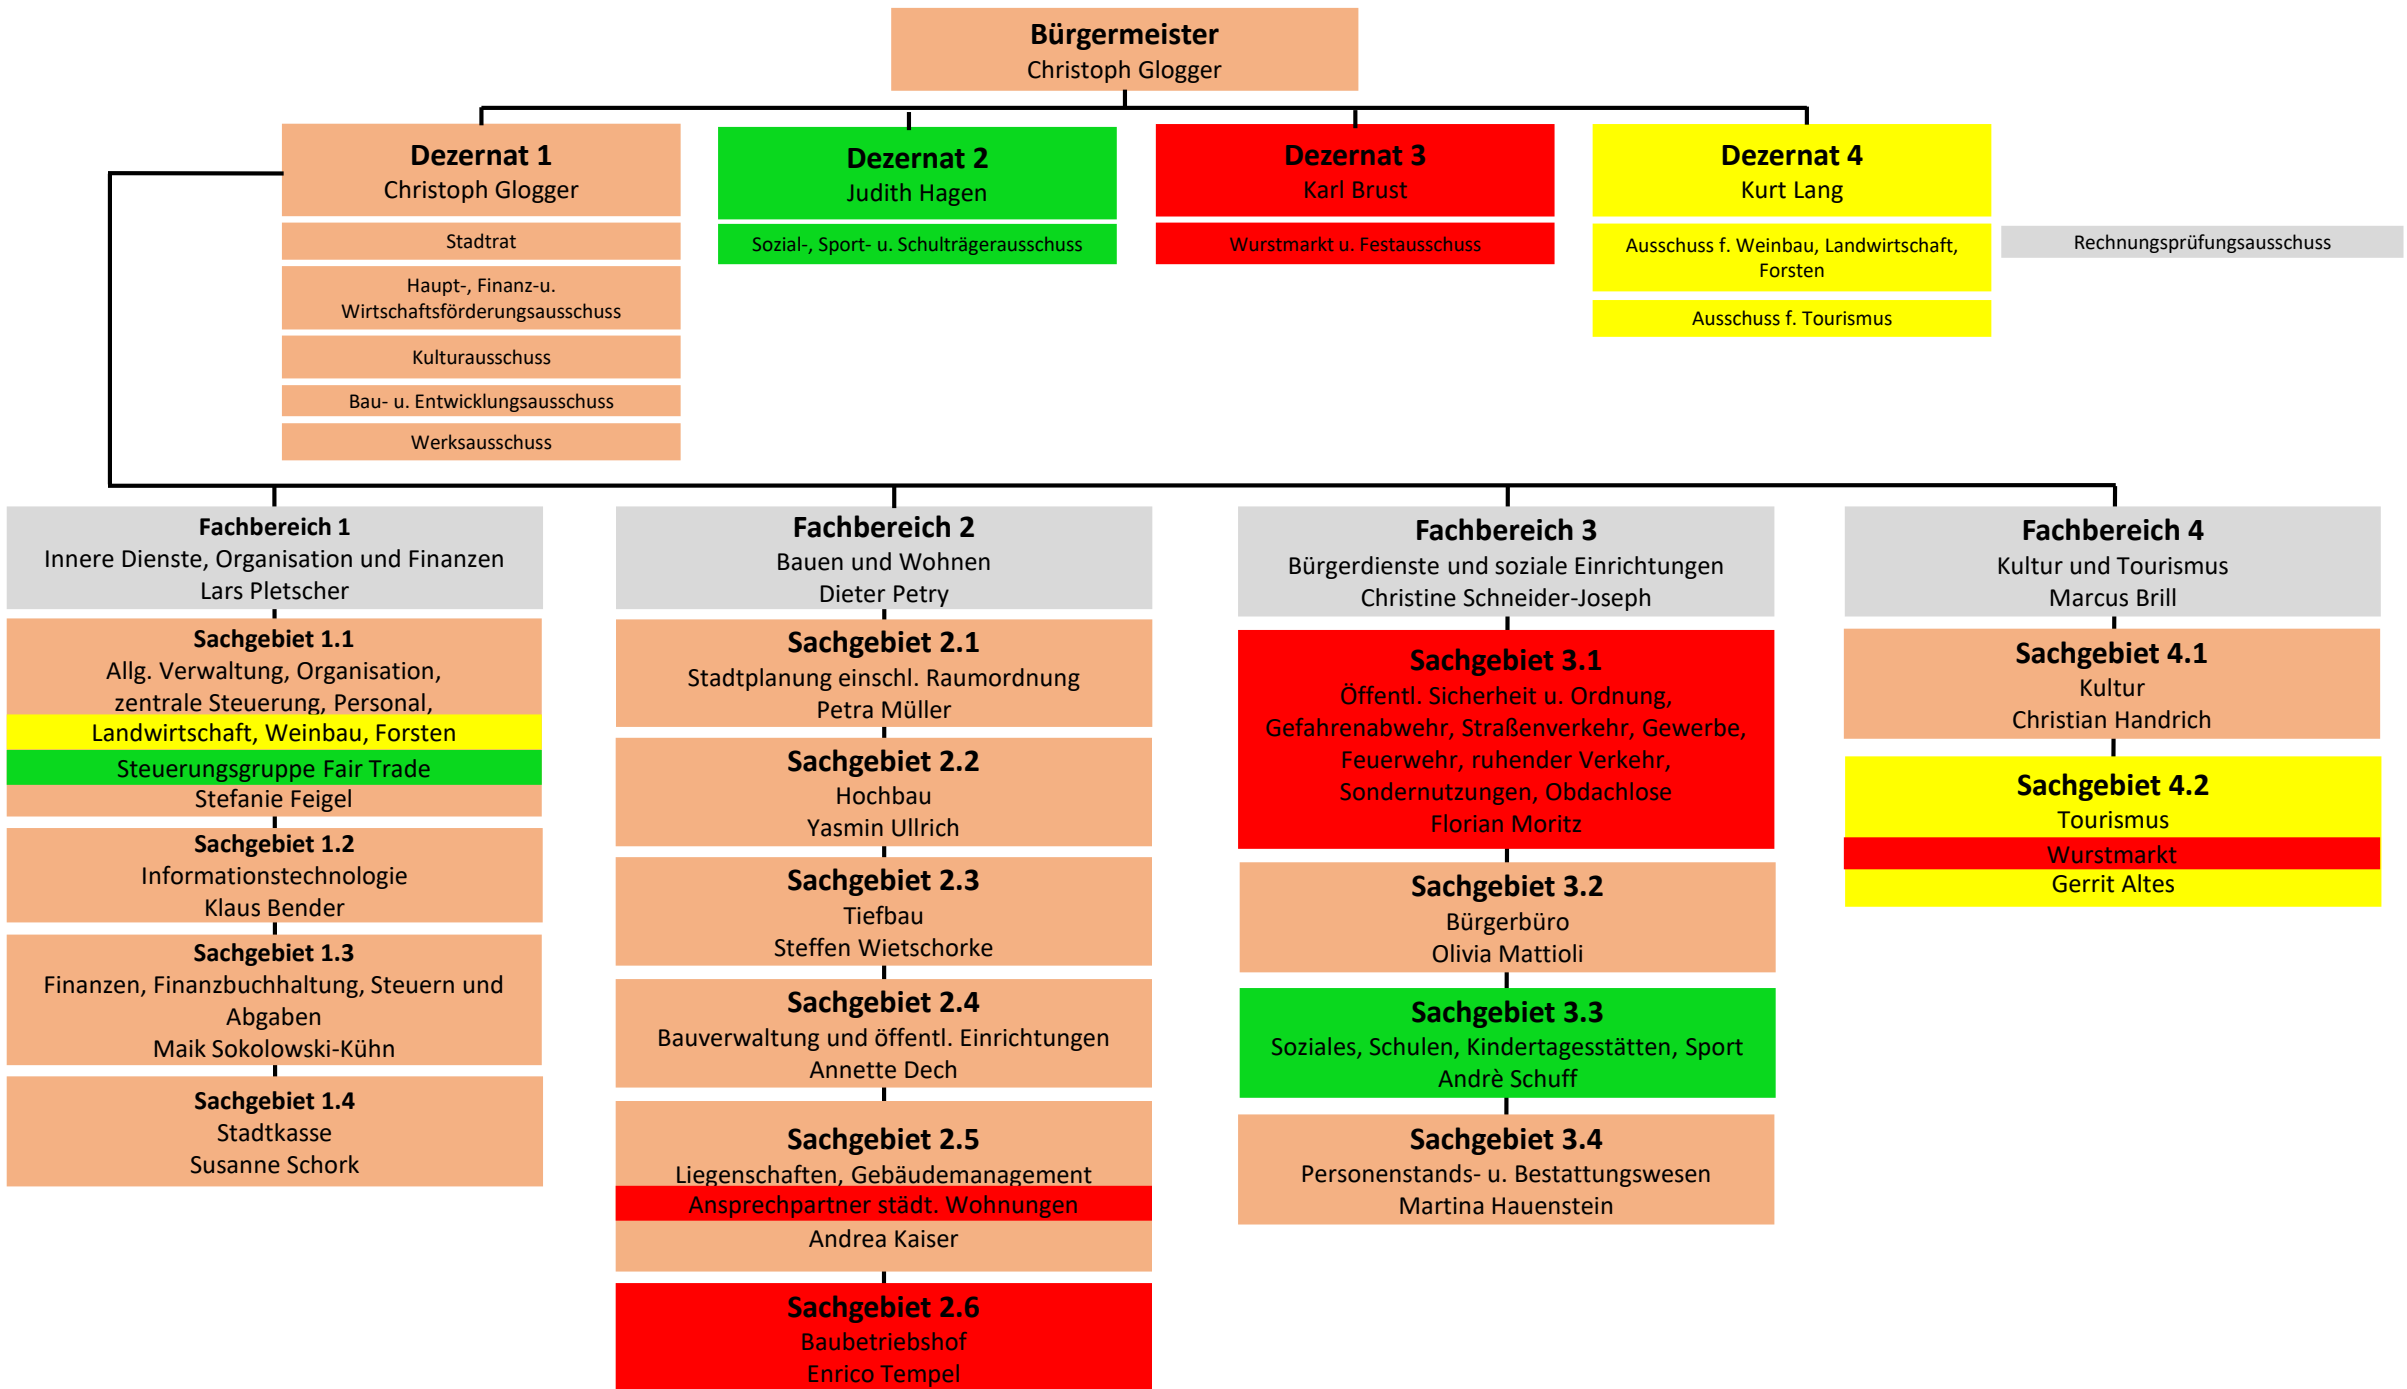 Bürgermeister
Christoph Glogger
Dezernat 1
Christoph Glogger
Stadtrat
Haupt-, Finanz-u.
Wirtschaftsförderungsausschuss
Kulturausschuss
Bau- u. Entwicklungsausschuss
Werksausschuss
Dezernat 2
Judith Hagen
Sozial-, Sport- u. Schulträgerausschuss
Dezernat 3
Karl Brust
Wurstmarkt u. Festausschuss
Dezernat 4
Kurt Lang
Ausschuss f. Weinbau, Landwirtschaft,
Forsten
Ausschuss f. Tourismus
Rechnungsprüfungsausschuss
Fachbereich 1
Innere Dienste, Organisation und Finanzen
Lars Pletscher
Sachgebiet 1.1
Allg. Verwaltung, Organisation,
zentrale Steuerung, Personal,
Landwirtschaft, Weinbau, Forsten
Steuerungsgruppe Fair Trade
Stefanie Feigel
Sachgebiet 1.2
Informationstechnologie
Klaus Bender
Sachgebiet 1.3
Finanzen, Finanzbuchhaltung, Steuern und
Abgaben
Maik Sokolowski-Kühn
Sachgebiet 1.4
Stadtkasse
Susanne Schork
Fachbereich 2
Bauen und Wohnen
Dieter Petry
Sachgebiet 2.1
Stadtplanung einschl. Raumordnung
Petra Müller
Sachgebiet 2.2
Hochbau
Yasmin Ullrich
Sachgebiet 2.3
Tiefbau
Steffen Wietschorke
Sachgebiet 2.4
Bauverwaltung und öffentl. Einrichtungen
Annette Dech
Sachgebiet 2.5
Liegenschaften, Gebäudemanagement
Ansprechpartner städt. Wohnungen
Andrea Kaiser
Sachgebiet 2.6
Baubetriebshof
Enrico Tempel
Fachbereich 3
Bürgerdienste und soziale Einrichtungen
Christine Schneider-Joseph
Sachgebiet 3.1
Öffentl. Sicherheit u. Ordnung,
Gefahrenabwehr, Straßenverkehr, Gewerbe,
Feuerwehr, ruhender Verkehr,
Sondernutzungen, Obdachlose
Florian Moritz
Sachgebiet 3.2
Bürgerbüro
Olivia Mattioli
Sachgebiet 3.3
Soziales, Schulen, Kindertagesstätten, Sport
Andrè Schuff
Sachgebiet 3.4
Personenstands- u. Bestattungswesen
Martina Hauenstein
Fachbereich 4
Kultur und Tourismus
Marcus Brill
Sachgebiet 4.1
Kultur
Christian Handrich
Sachgebiet 4.2
Tourismus
Wurstmarkt
Gerrit Altes